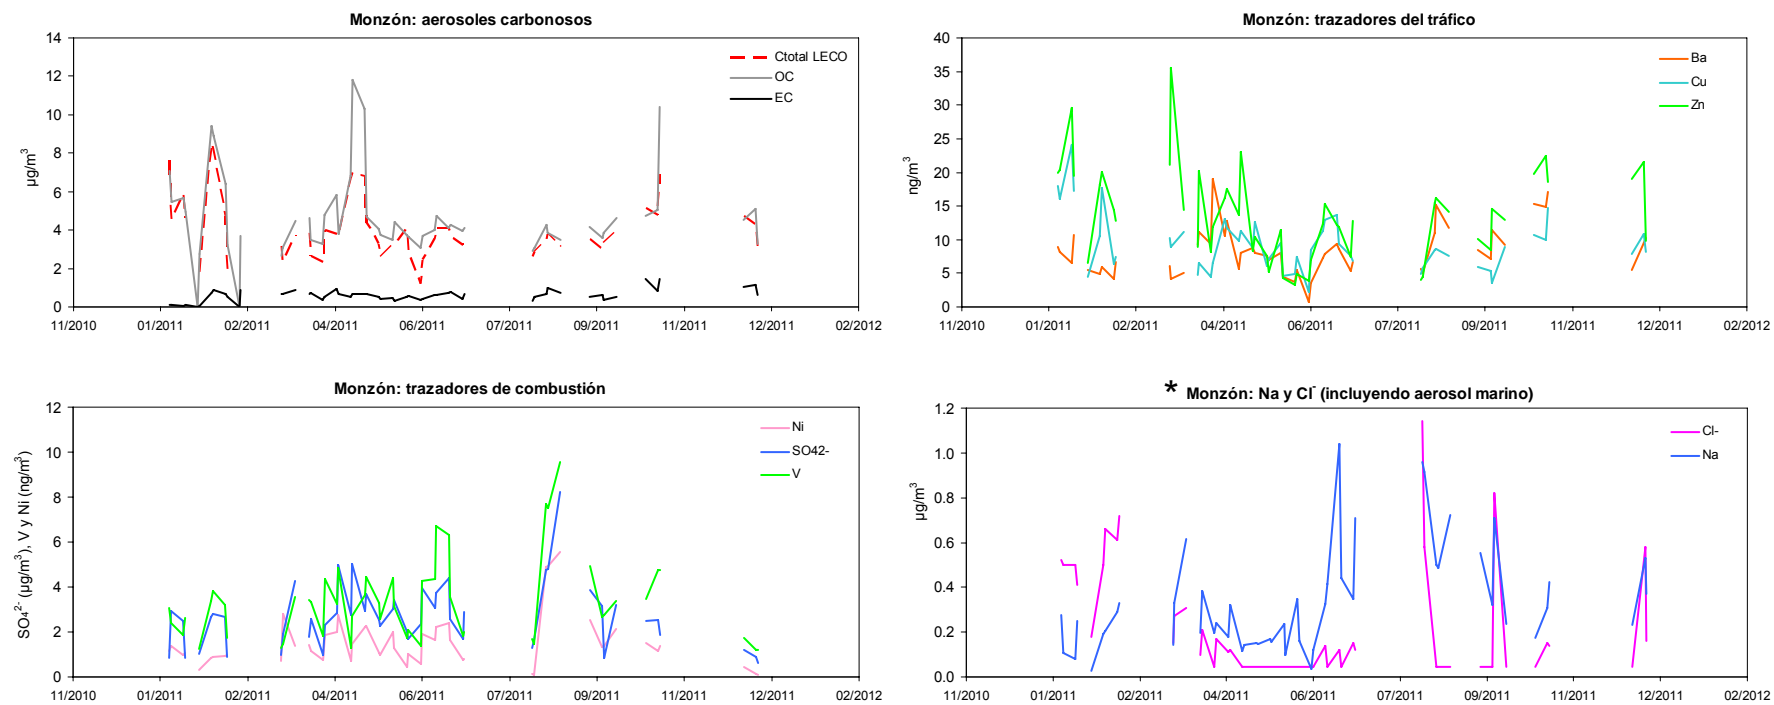 Monzón: aerosoles carbonosos
14
12
10
8
6
4
2
0
µg/m³
Ctotal LECO
OC
EC
11/2010 01/2011 02/2011 04/2011 06/2011 07/2011 09/2011 11/2011 12/2011 02/2012
Monzón: trazadores del tráfico
40
35
30
25
20
15
10
5
0
ng/m³
Ba
Cu
Zn
11/2010 01/2011 02/2011 04/2011 06/2011 07/2011 09/2011 11/2011 12/2011 02/2012
Monzón: trazadores de combustión
12
10
8
6
4
2
0
SO₄²⁻ (µg/m³), V y Ni (ng/m³)
Ni
SO42-
V
11/2010 01/2011 02/2011 04/2011 06/2011 07/2011 09/2011 11/2011 12/2011 02/2012
* Monzón: Na y Cl⁻ (incluyendo aerosol marino)
1.2
1.0
0.8
0.6
0.4
0.2
0.0
µg/m³
Cl-
Na
11/2010 01/2011 02/2011 04/2011 06/2011 07/2011 09/2011 11/2011 12/2011 02/2012